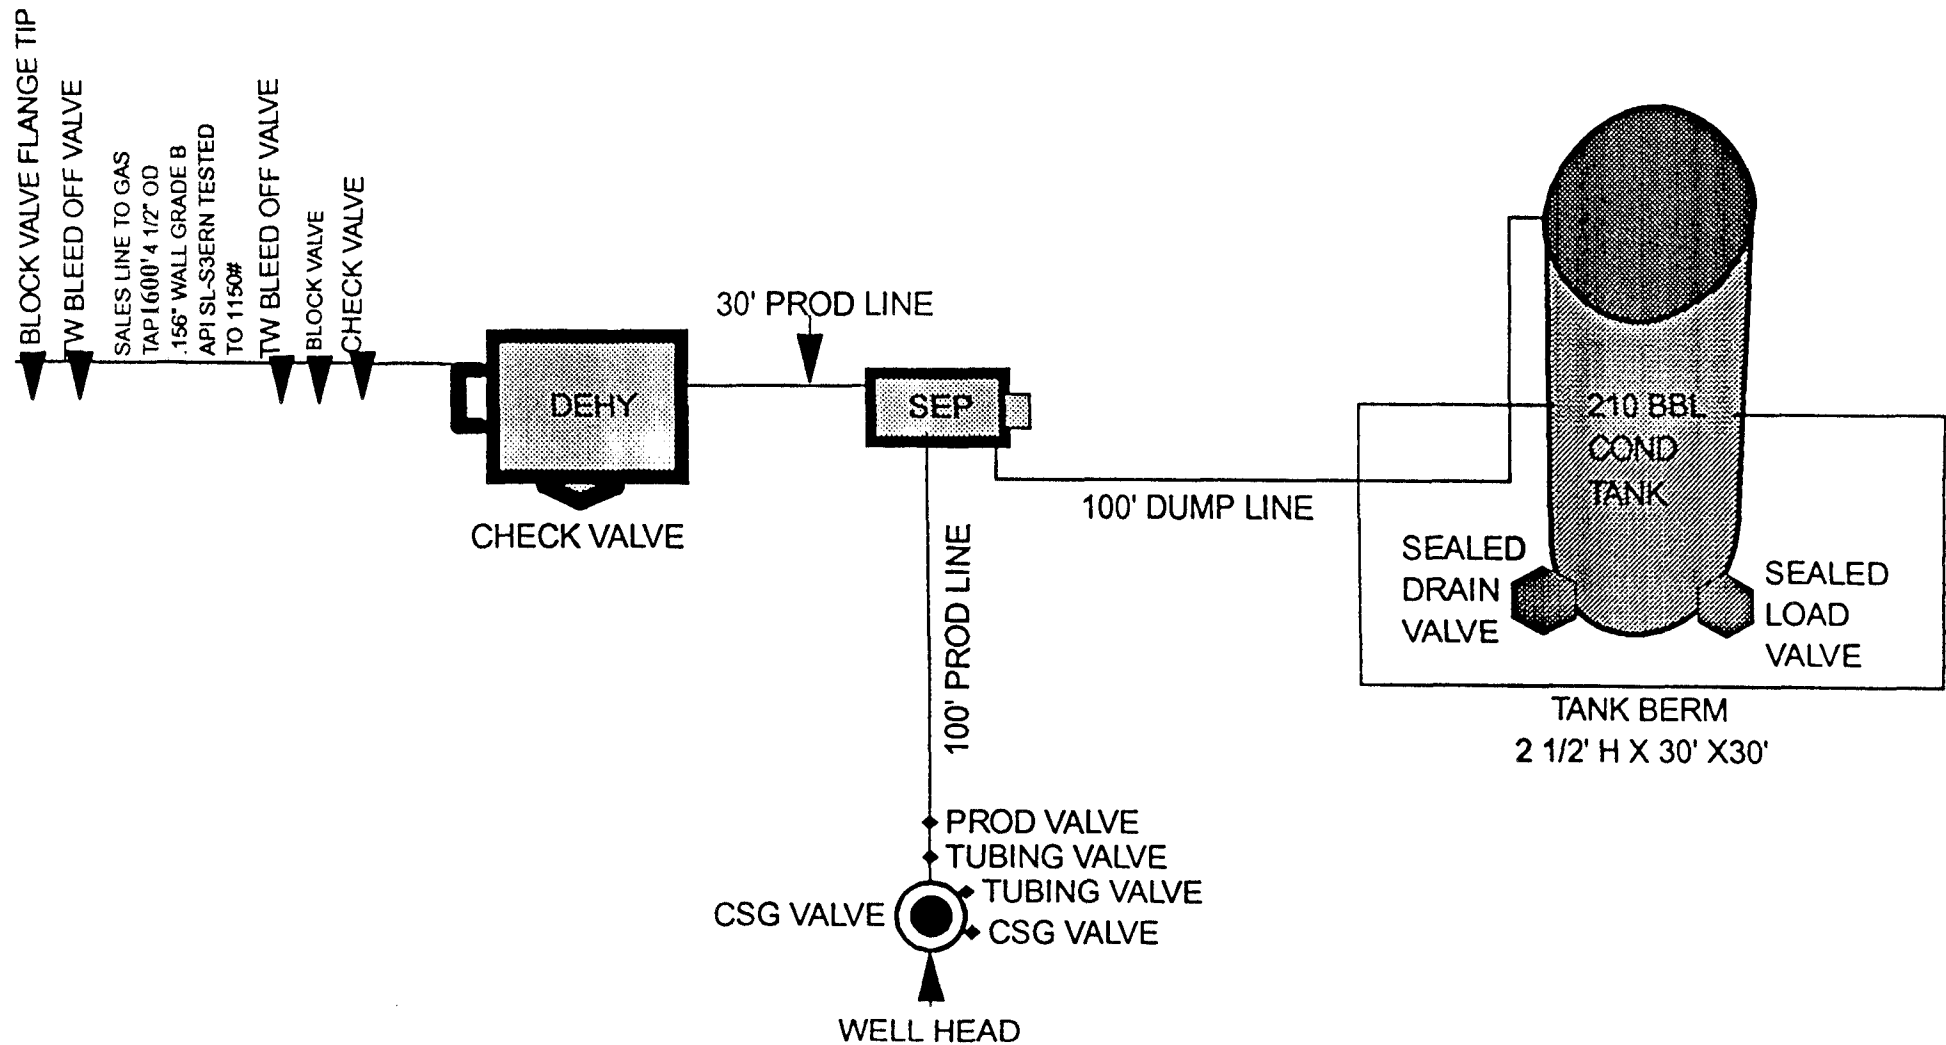 BLOCK VALVE FLANGE TIP
TW BLEED OFF VALVE
SALES LINE TO GAS
TAP1600' 4 1/2" OD
.156" WALL GRADE B
API SL-S3ERN TESTED
TO 1150#
TW BLEED OFF VALVE
BLOCK VALVE
CHECK VALVE
30' PROD LINE
DEHY
SEP
CHECK VALVE
100' DUMP LINE
100' PROD LINE
210 BBL
COND
TANK
SEALED
DRAIN
VALVE
SEALED
LOAD
VALVE
TANK BERM
2 1/2' H X 30' X30'
PROD VALVE
TUBING VALVE
TUBING VALVE
CSG VALVE
CSG VALVE
WELL HEAD